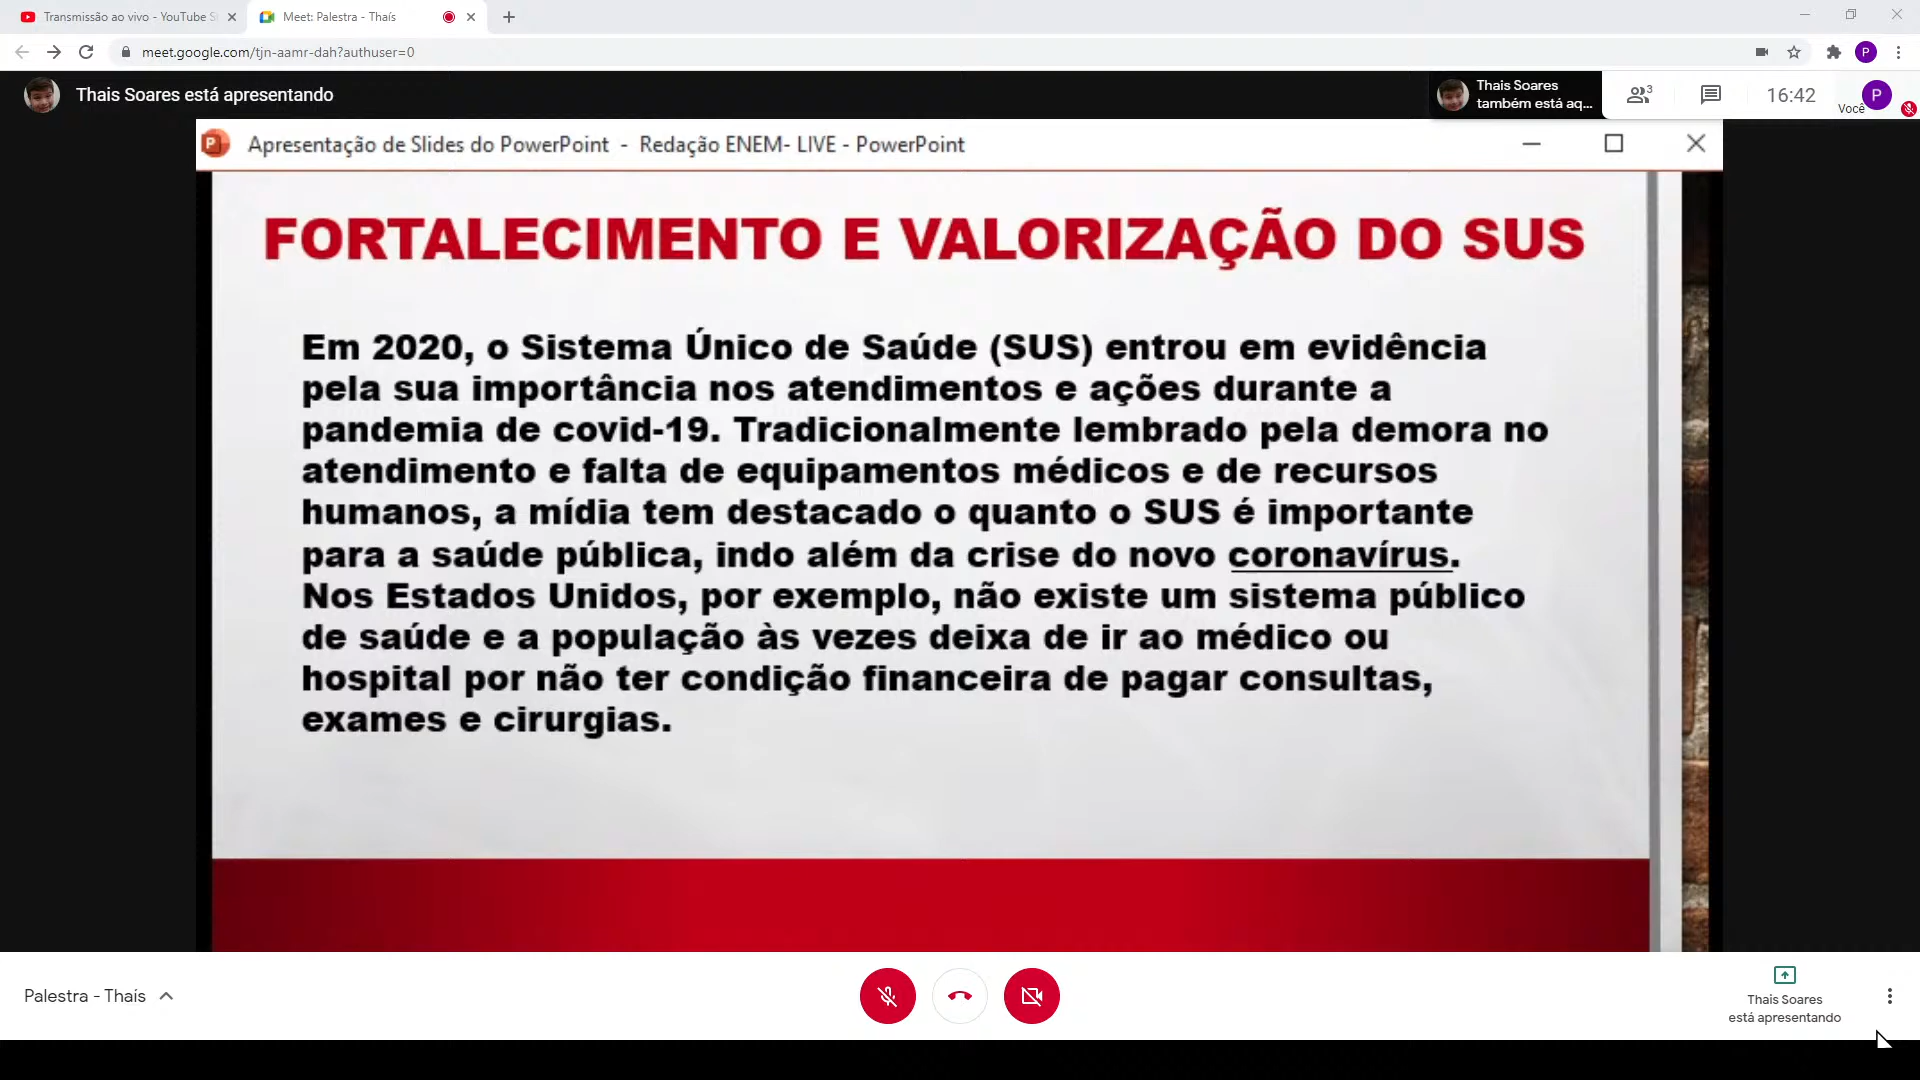 Transmissão ao vivo - YouTube S
Meet: Palestra - Thaís
meet.google.com/tjn-aamr-dah?authuser=0
P
Thais Soares está apresentando
Thais Soares
também está aq...
3
16:42
Você
P
Apresentação de Slides do PowerPoint - Redação ENEM- LIVE - PowerPoint
FORTALECIMENTO E VALORIZAÇÃO DO SUS
Em 2020, o Sistema Único de Saúde (SUS) entrou em evidência
pela sua importância nos atendimentos e ações durante a
pandemia de covid-19. Tradicionalmente lembrado pela demora no
atendimento e falta de equipamentos médicos e de recursos
humanos, a mídia tem destacado o quanto o SUS é importante
para a saúde pública, indo além da crise do novo coronavírus.
Nos Estados Unidos, por exemplo, não existe um sistema público
de saúde e a população às vezes deixa de ir ao médico ou
hospital por não ter condição financeira de pagar consultas,
exames e cirurgias.
Palestra - Thaís
Thais Soares
está apresentando